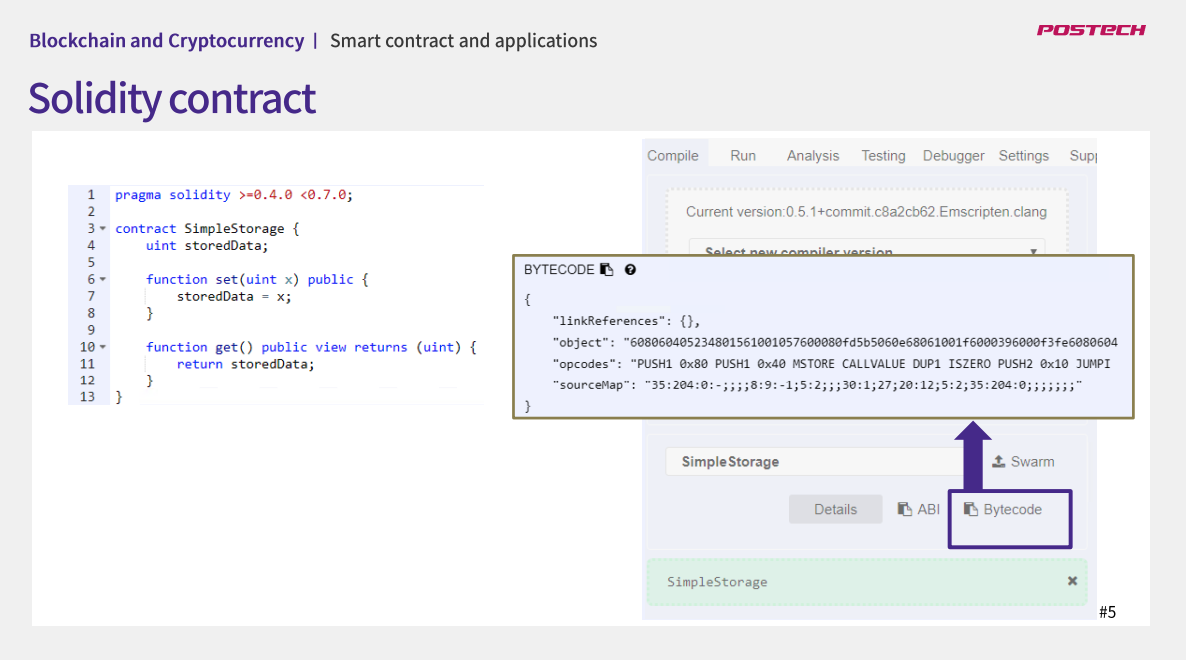 Blockchain and Cryptocurrency | Smart contract and applications
POSTECH
Solidity contract
1 pragma solidity >=0.4.0 <0.7.0;
2
3 contract SimpleStorage {
4 uint storedData;
5
6 function set(uint x) public {
7 storedData = x;
8 }
9
10 function get() public view returns (uint) {
11 return storedData;
12 }
13 }
Compile Run Analysis Testing Debugger Settings Supp
Current version:0.5.1+commit.c8a2cb62.Emscripten.clang
Select new compiler version
BYTECODE
{
"linkReferences": {},
"object": "608060405234801561001057600080fd5b5060e68061001f6000396000f3fe6080604
"opcodes": "PUSH1 0x80 PUSH1 0x40 MSTORE CALLVALUE DUP1 ISZERO PUSH2 0x10 JUMPI
"sourceMap": "35:204:0:-;;;;8:9:-1;5:2;;;30:1;27;20:12;5:2;35:204:0;;;;;;;"
}
SimpleStorage
Swarm
Details ABI Bytecode
SimpleStorage
#5